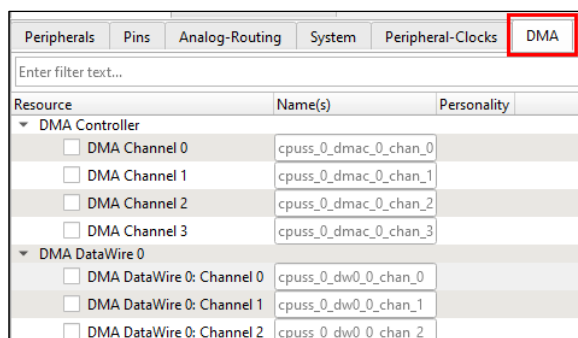 Peripherals Pins Analog-Routing System Peripheral-Clocks DMA
Enter filter text...
Resource Name(s) Personality
DMA Controller
DMA Channel 0 cpuss_0_dmac_0_chan_0
DMA Channel 1 cpuss_0_dmac_0_chan_1
DMA Channel 2 cpuss_0_dmac_0_chan_2
DMA Channel 3 cpuss_0_dmac_0_chan_3
DMA DataWire 0
DMA DataWire 0: Channel 0 cpuss_0_dw0_0_chan_0
DMA DataWire 0: Channel 1 cpuss_0_dw0_0_chan_1
DMA DataWire 0: Channel 2 cpuss_0_dw0_0_chan_2